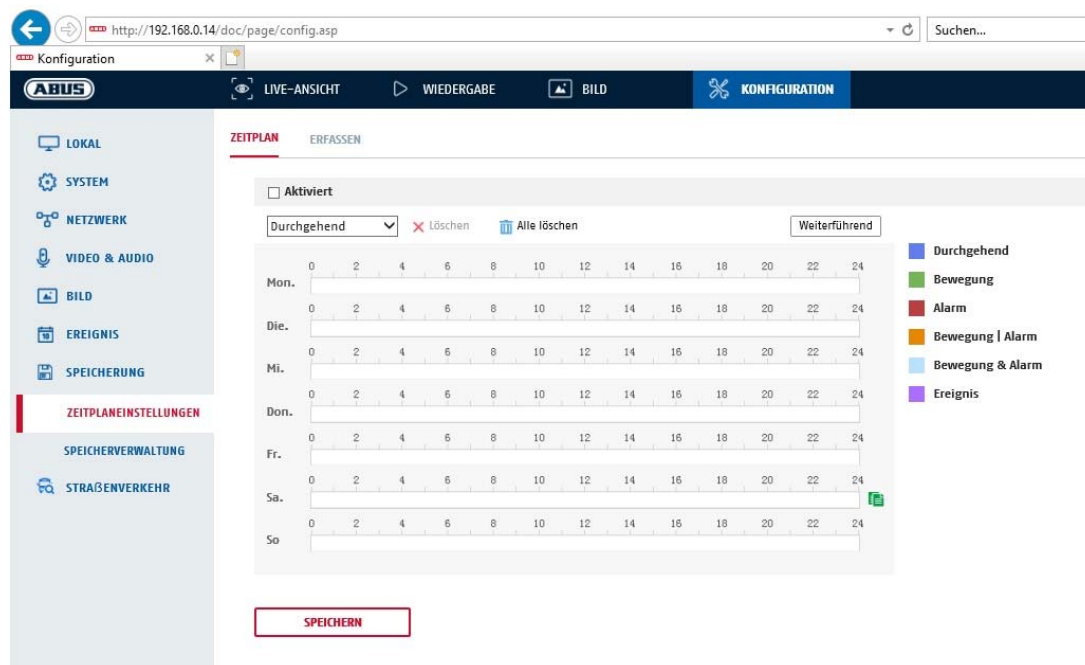 http://192.168.0.14/doc/page/config.asp
Suchen...
Konfiguration
ABUS
LIVE-ANSICHT
WIEDERGABE
BILD
KONFIGURATION
LOKAL
SYSTEM
NETZWERK
VIDEO & AUDIO
BILD
10
EREIGNIS
SPEICHERUNG
ZEITPLANEINSTELLUNGEN
SPEICHERVERWALTUNG
STRAßENVERKEHR
ZEITPLAN
ERFASSEN
Aktiviert
Durchgehend
Löschen
Alle löschen
Weiterführend
0 2 4 6 8 10 12 14 16 18 20 22 24
Mon.
0 2 4 6 8 10 12 14 16 18 20 22 24
Die.
0 2 4 6 8 10 12 14 16 18 20 22 24
Mi.
0 2 4 6 8 10 12 14 16 18 20 22 24
Don.
0 2 4 6 8 10 12 14 16 18 20 22 24
Fr.
0 2 4 6 8 10 12 14 16 18 20 22 24
Sa.
0 2 4 6 8 10 12 14 16 18 20 22 24
So
Durchgehend
Bewegung
Alarm
Bewegung | Alarm
Bewegung & Alarm
Ereignis
SPEICHERN